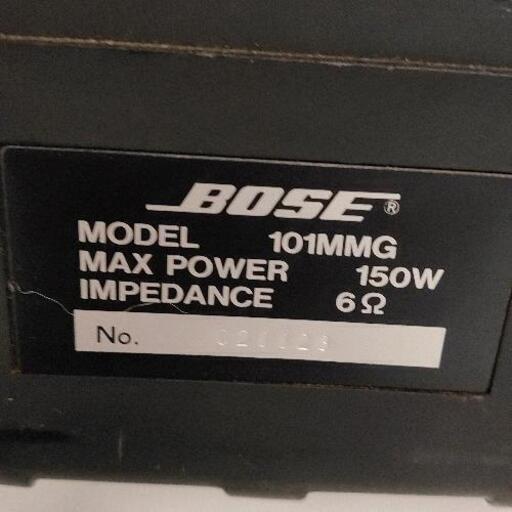 BOSE®
MODEL 101MMG
MAX POWER 150W
IMPEDANCE 6Ω
No.